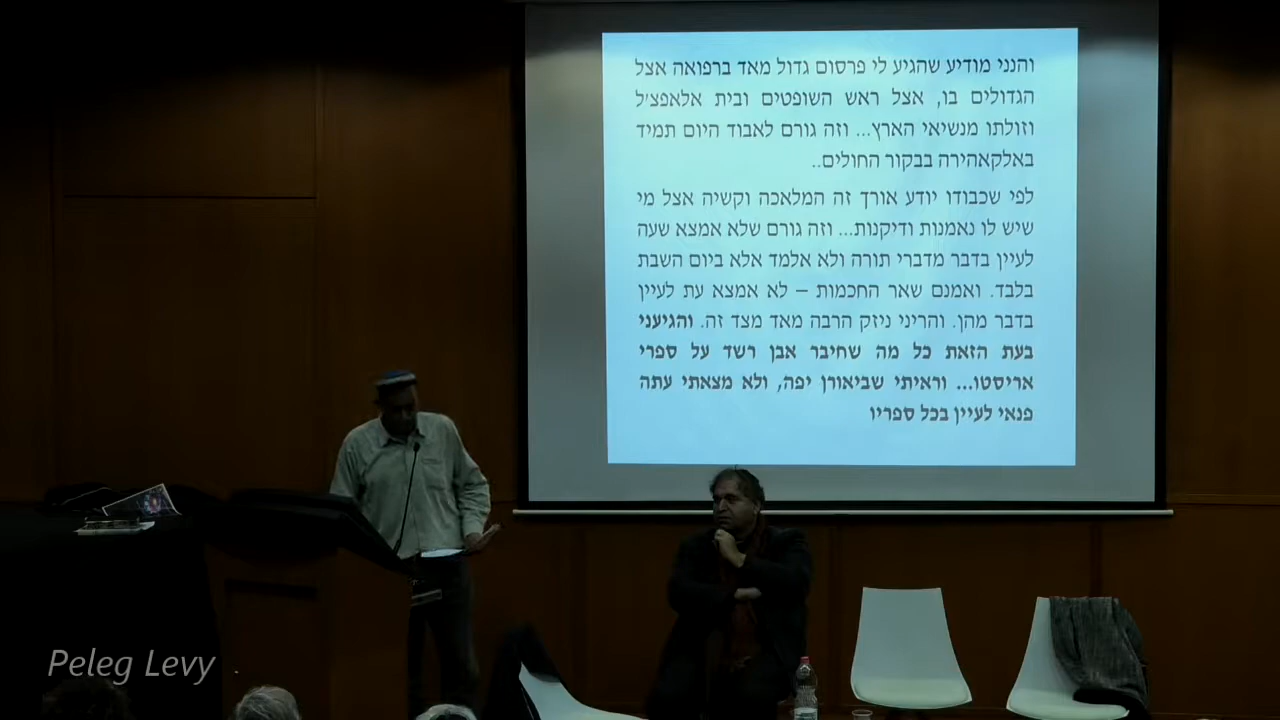 והנני מודיע שהגיע לי פרסום גדול מאד ברפואה אצל
הגדולים בו, אצל ראש השופטים ובית אלאפצ'ל
וזולתו מנשיאי הארץ... וזה גורם לאבוד היום תמיד
באלקאהירה בבקור החולים..
לפי שכבודו יודע אורך זה המלאכה וקשיה אצל מי
שיש לו נאמנות ודיקנות... וזה גורם שלא אמצא שעה
לעיין בדבר מדברי תורה ולא אלמד אלא ביום השבת
בלבד. ואמנם שאר החכמות – לא אמצא עת לעיין
בדבר מהן. והריני ניזק הרבה מאד מצד זה. והגיעני
בעת הזאת כל מה שחיבר אבן רשד על ספרי
אריסטו... וראיתי שביאורן יפה, ולא מצאתי עתה
פנאי לעיין בכל ספריו
Peleg Levy